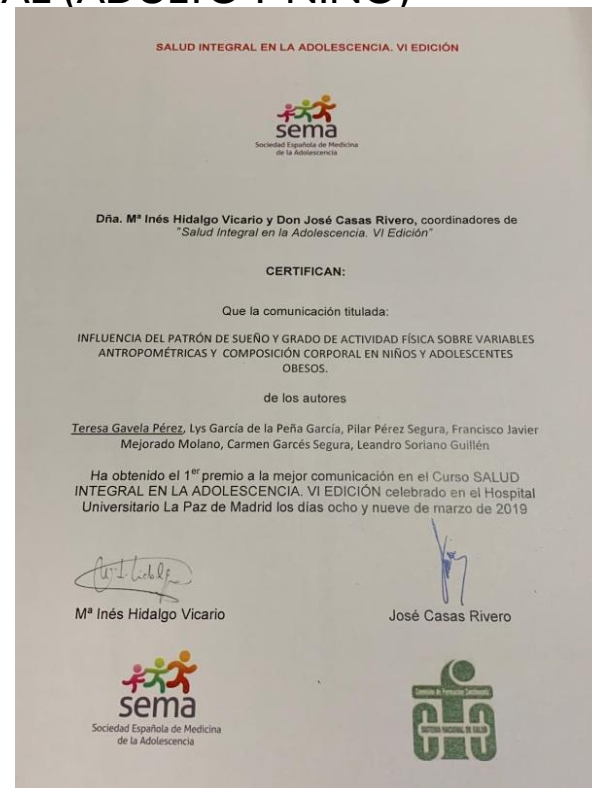 AL (ADULTO Y NIÑO)
SALUD INTEGRAL EN LA ADOLESCENCIA. VI EDICIÓN
sema
Sociedad Española de Medicina
de la Adolescencia
Dña. Mª Inés Hidalgo Vicario y Don José Casas Rivero, coordinadores de
"Salud Integral en la Adolescencia. VI Edición"
CERTIFICAN:
Que la comunicación titulada:
INFLUENCIA DEL PATRÓN DE SUEÑO Y GRADO DE ACTIVIDAD FÍSICA SOBRE VARIABLES
ANTROPOMÉTRICAS Y COMPOSICIÓN CORPORAL EN NIÑOS Y ADOLESCENTES
OBESOS.
de los autores
Teresa Gavela Pérez, Lys García de la Peña García, Pilar Pérez Segura, Francisco Javier
Mejorado Molano, Carmen Garcés Segura, Leandro Soriano Guillén
Ha obtenido el 1er premio a la mejor comunicación en el Curso SALUD
INTEGRAL EN LA ADOLESCENCIA. VI EDICIÓN celebrado en el Hospital
Universitario La Paz de Madrid los días ocho y nueve de marzo de 2019
Mª Inés Hidalgo Vicario
José Casas Rivero
sema
Sociedad Española de Medicina
de la Adolescencia
Comisión de Formación Continuada
SISTEMA NACIONAL DE SALUD